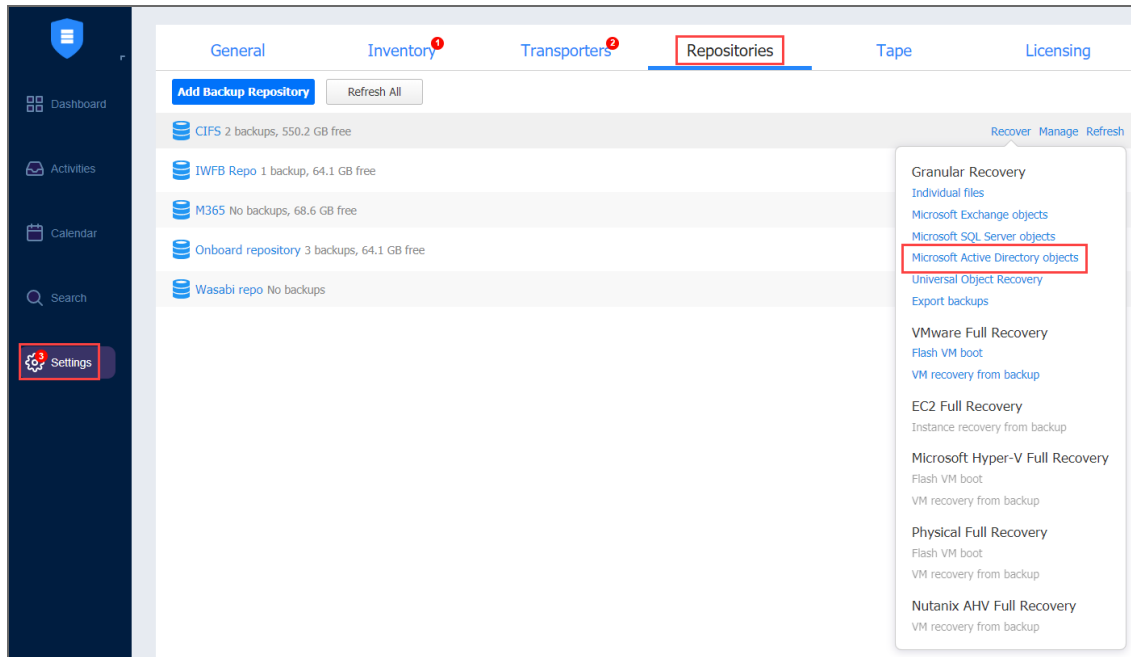 General
Inventory 1
Transporters 2
Repositories
Tape
Licensing
Add Backup Repository
Refresh All
Dashboard
Activities
Calendar
Search
3 Settings
CIFS 2 backups, 550.2 GB free
Recover Manage Refresh
IWFB Repo 1 backup, 64.1 GB free
M365 No backups, 68.6 GB free
Onboard repository 3 backups, 64.1 GB free
Wasabi repo No backups
Granular Recovery
Individual files
Microsoft Exchange objects
Microsoft SQL Server objects
Microsoft Active Directory objects
Universal Object Recovery
Export backups
VMware Full Recovery
Flash VM boot
VM recovery from backup
EC2 Full Recovery
Instance recovery from backup
Microsoft Hyper-V Full Recovery
Flash VM boot
VM recovery from backup
Physical Full Recovery
Flash VM boot
VM recovery from backup
Nutanix AHV Full Recovery
VM recovery from backup